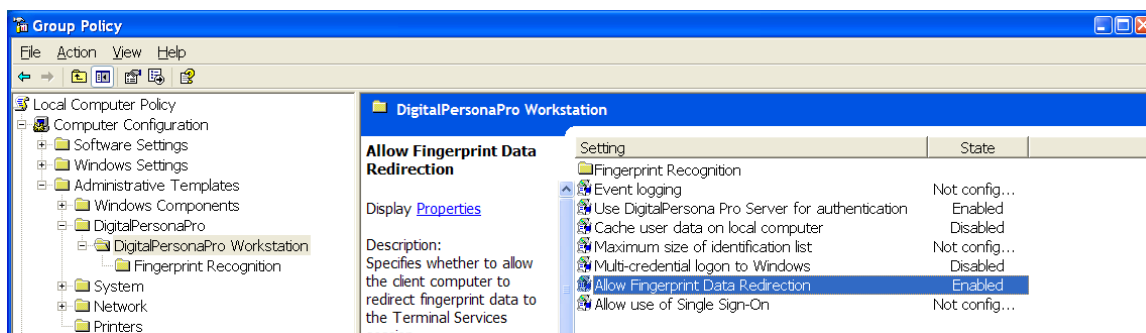 Group Policy
File Action View Help
Local Computer Policy
Computer Configuration
Software Settings
Windows Settings
Administrative Templates
Windows Components
DigitalPersonaPro
DigitalPersonaPro Workstation
Fingerprint Recognition
System
Network
Printers
DigitalPersonaPro Workstation
Allow Fingerprint Data
Redirection
Display Properties
Description:
Specifies whether to allow
the client computer to
redirect fingerprint data to
the Terminal Services
Setting State
Fingerprint Recognition
Event logging Not config...
Use DigitalPersona Pro Server for authentication Enabled
Cache user data on local computer Disabled
Maximum size of identification list Not config...
Multi-credential logon to Windows Disabled
Allow Fingerprint Data Redirection Enabled
Allow use of Single Sign-On Not config...